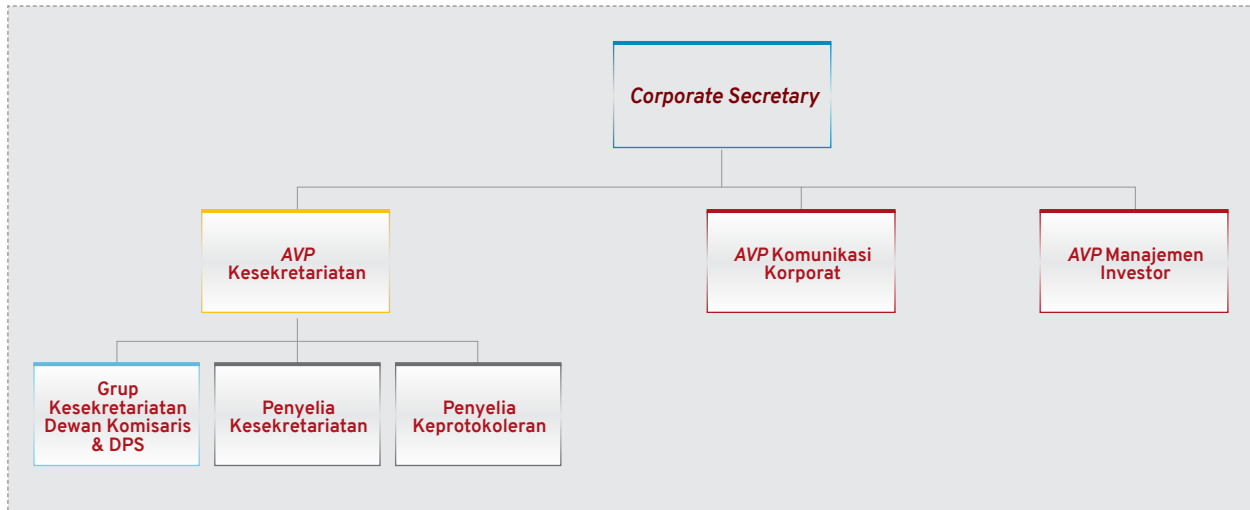 Corporate Secretary
AVP
Kesekretariatan
AVP Komunikasi
Korporat
AVP Manajemen
Investor
Grup
Kesekretariatan
Dewan Komisaris
& DPS
Penyelia
Kesekretariatan
Penyelia
Keprotokoleran